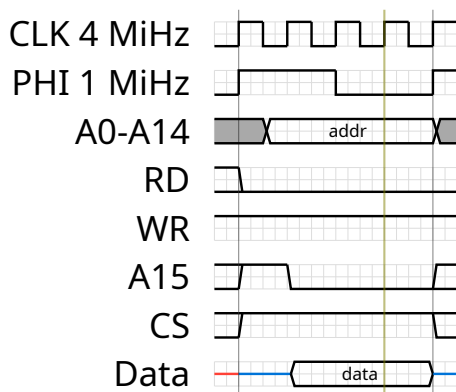 CLK 4 MiHz
PHI 1 MiHz
A0-A14 addr
RD
WR
A15
CS
Data data